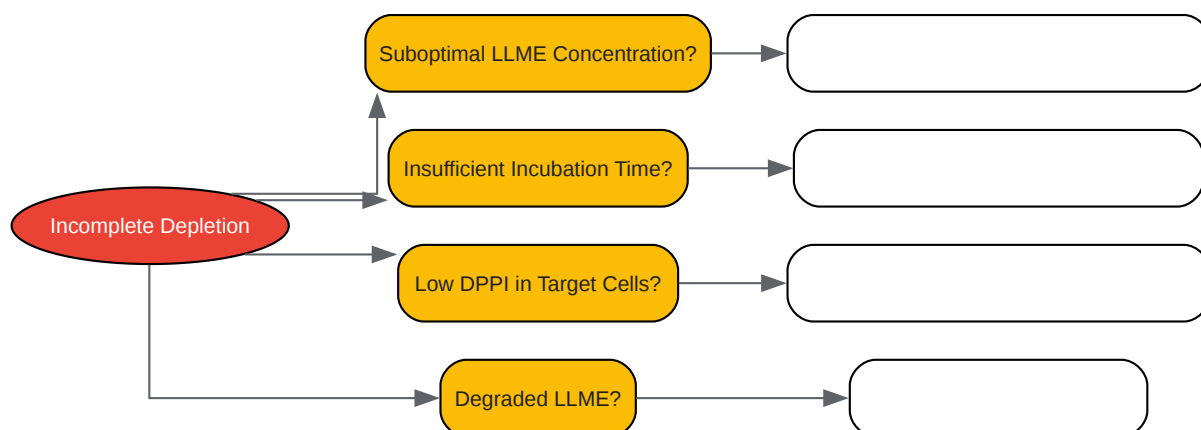 Suboptimal LLME Concentration?
Insufficient Incubation Time?
Incomplete Depletion
Low DPPI in Target Cells?
Degraded LLME?